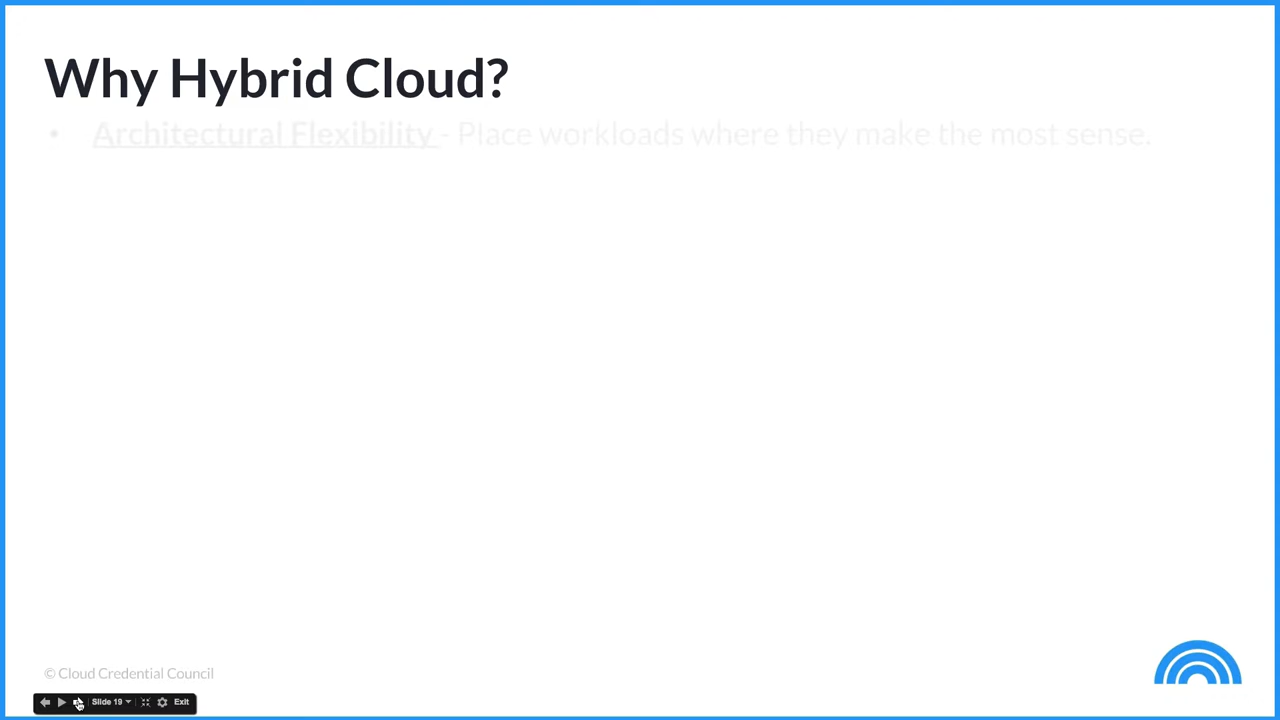 Why Hybrid Cloud?
• Architectural Flexibility - Place workloads where they make the most sense.
© Cloud Credential Council
Slide 19 Exit